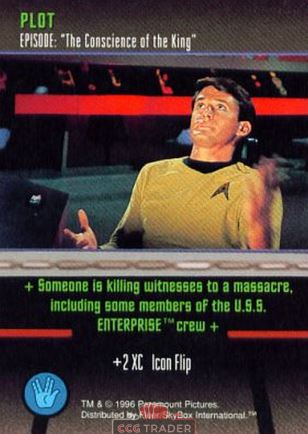 PLOT
EPISODE: "The Conscience of the King"
+ Someone is killing witnesses to a massacre,
including some members of the U.S.S.
ENTERPRISE™ crew +
+2 XC Icon Flip
TM & © 1996 Paramount Pictures.
Distributed by Fleer/SkyBox International.™
CCG TRADER